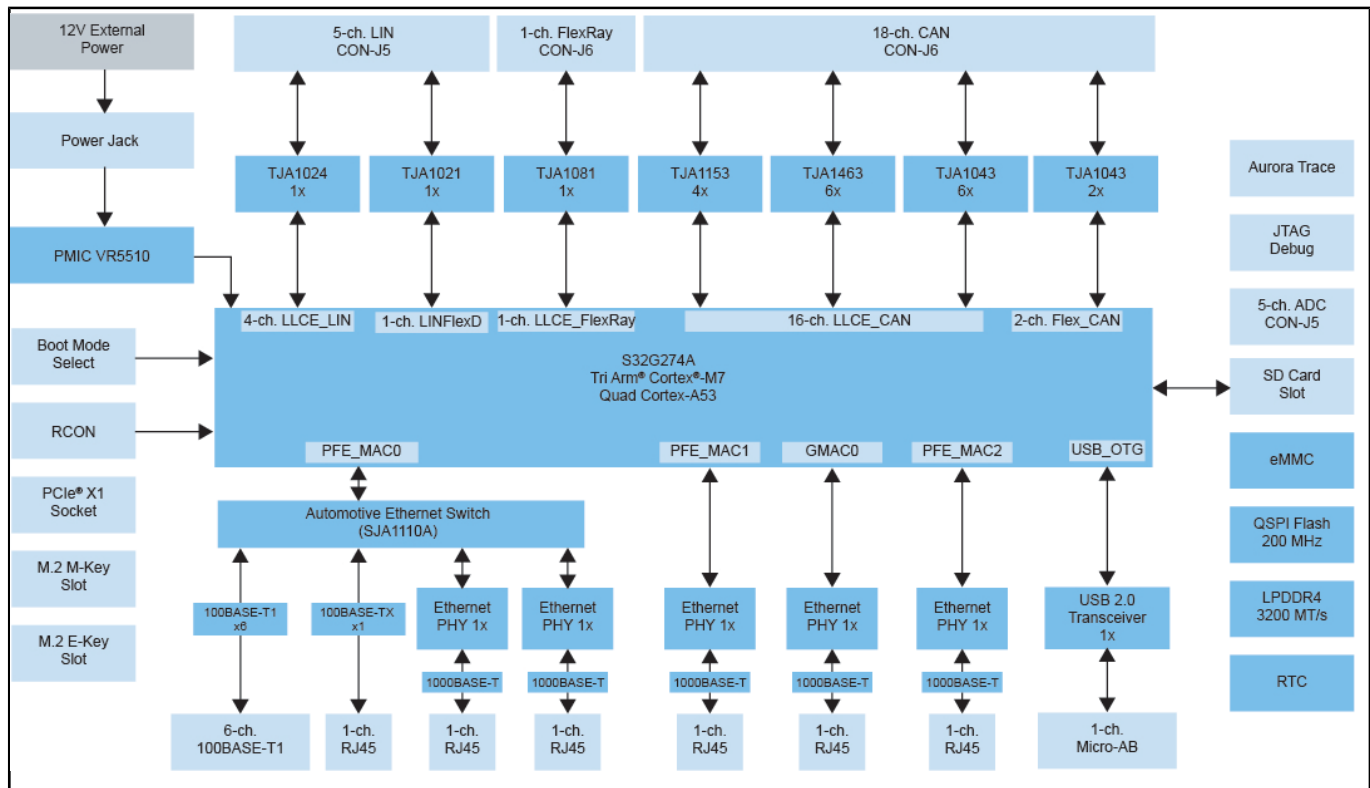 12V External
Power
5-ch. LIN
CON-J5
1-ch. FlexRay
CON-J6
18-ch. CAN
CON-J6
Power Jack
TJA1024
1x
TJA1021
1x
TJA1081
1x
TJA1153
4x
TJA1463
6x
TJA1043
6x
TJA1043
2x
Aurora Trace
JTAG
Debug
PMIC VR5510
4-ch. LLCE_LIN
1-ch. LINFlexD
1-ch. LLCE_FlexRay
16-ch. LLCE_CAN
2-ch. Flex_CAN
5-ch. ADC
CON-J5
Boot Mode
Select
S32G274A
Tri Arm® Cortex®-M7
Quad Cortex-A53
SD Card
Slot
RCON
PFE_MAC0
PFE_MAC1
GMAC0
PFE_MAC2
USB_OTG
eMMC
PCIe® X1
Socket
Automotive Ethernet Switch
(SJA1110A)
QSPI Flash
200 MHz
M.2 M-Key
Slot
100BASE-T1
x6
100BASE-TX
x1
Ethernet
PHY 1x
Ethernet
PHY 1x
Ethernet
PHY 1x
Ethernet
PHY 1x
Ethernet
PHY 1x
USB 2.0
Transceiver
1x
LPDDR4
3200 MT/s
M.2 E-Key
Slot
1000BASE-T
1000BASE-T
1000BASE-T
1000BASE-T
1000BASE-T
RTC
6-ch.
100BASE-T1
1-ch.
RJ45
1-ch.
RJ45
1-ch.
RJ45
1-ch.
RJ45
1-ch.
RJ45
1-ch.
RJ45
1-ch.
Micro-AB